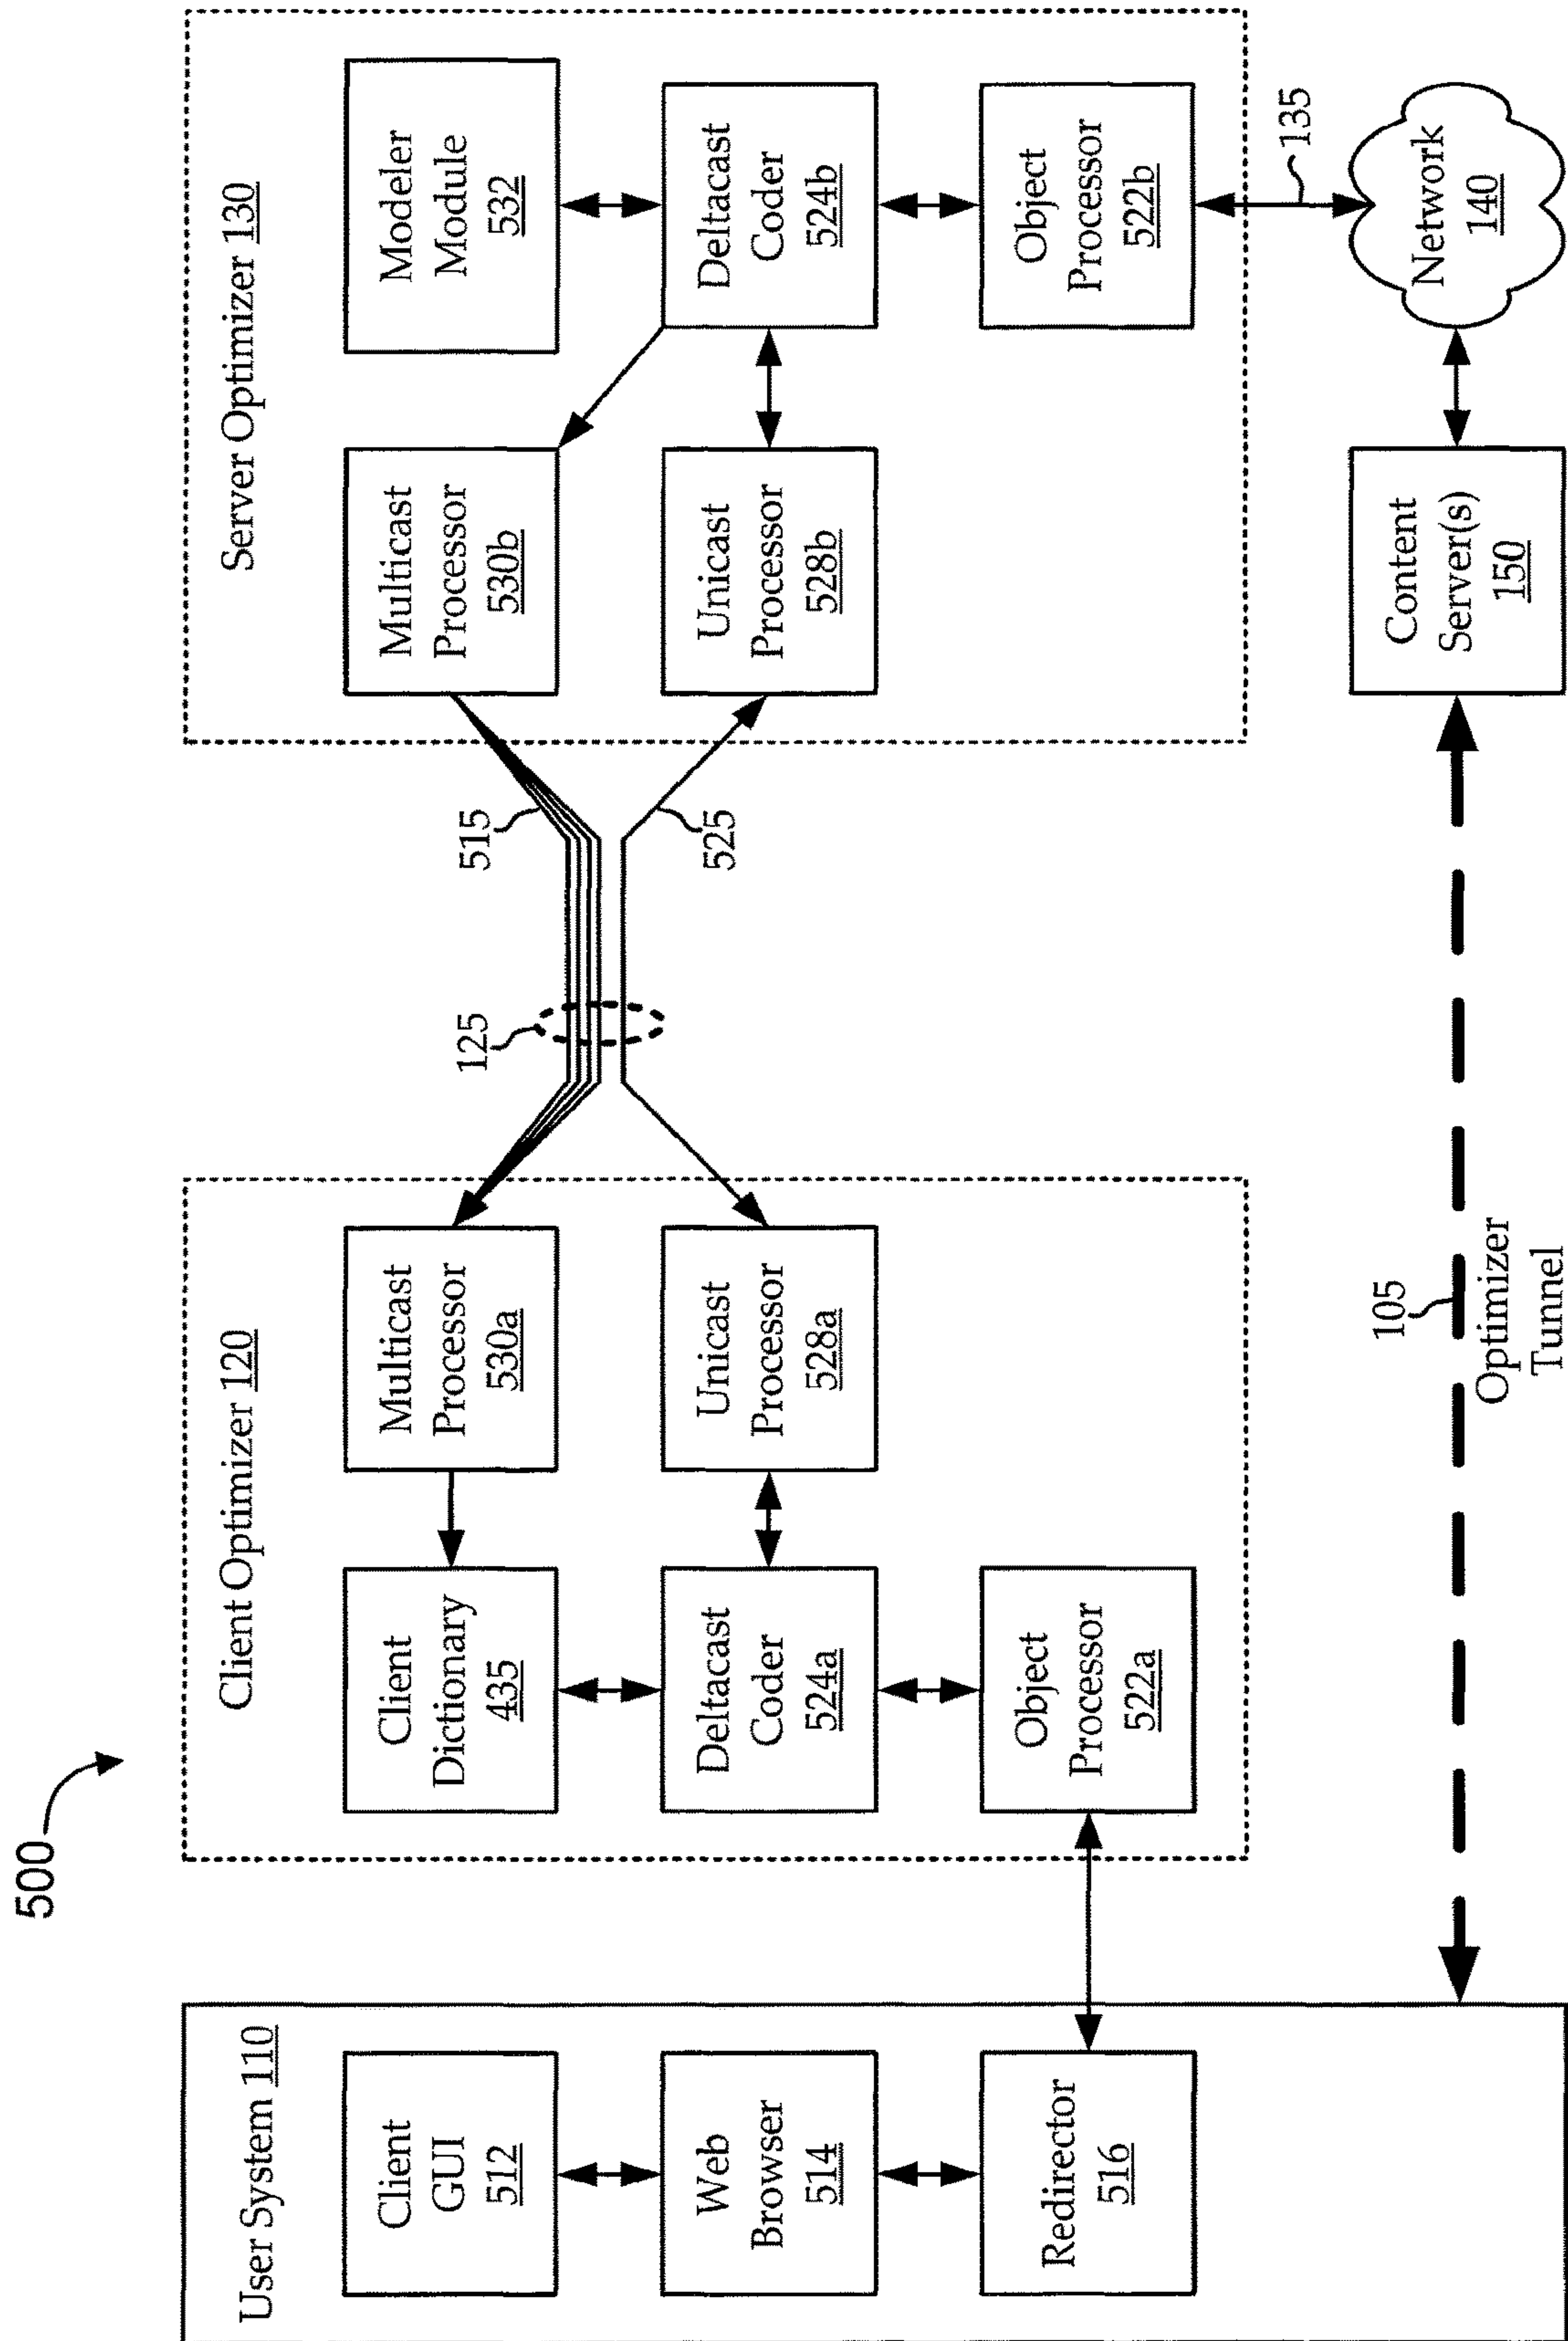 500
User System 110
Client
GUI
512
Web
Browser
514
Redirector
516
Client Optimizer 120
Client
Dictionary
435
Multicast
Processor
530a
Deltacast
Coder
524a
Unicast
Processor
528a
Object
Processor
522a
125
515
525
Server Optimizer 130
Multicast
Processor
530b
Modeler
Module
532
Unicast
Processor
528b
Deltacast
Coder
524b
Object
Processor
522b
135
105
Optimizer
Tunnel
Content
Server(s)
150
Network
140